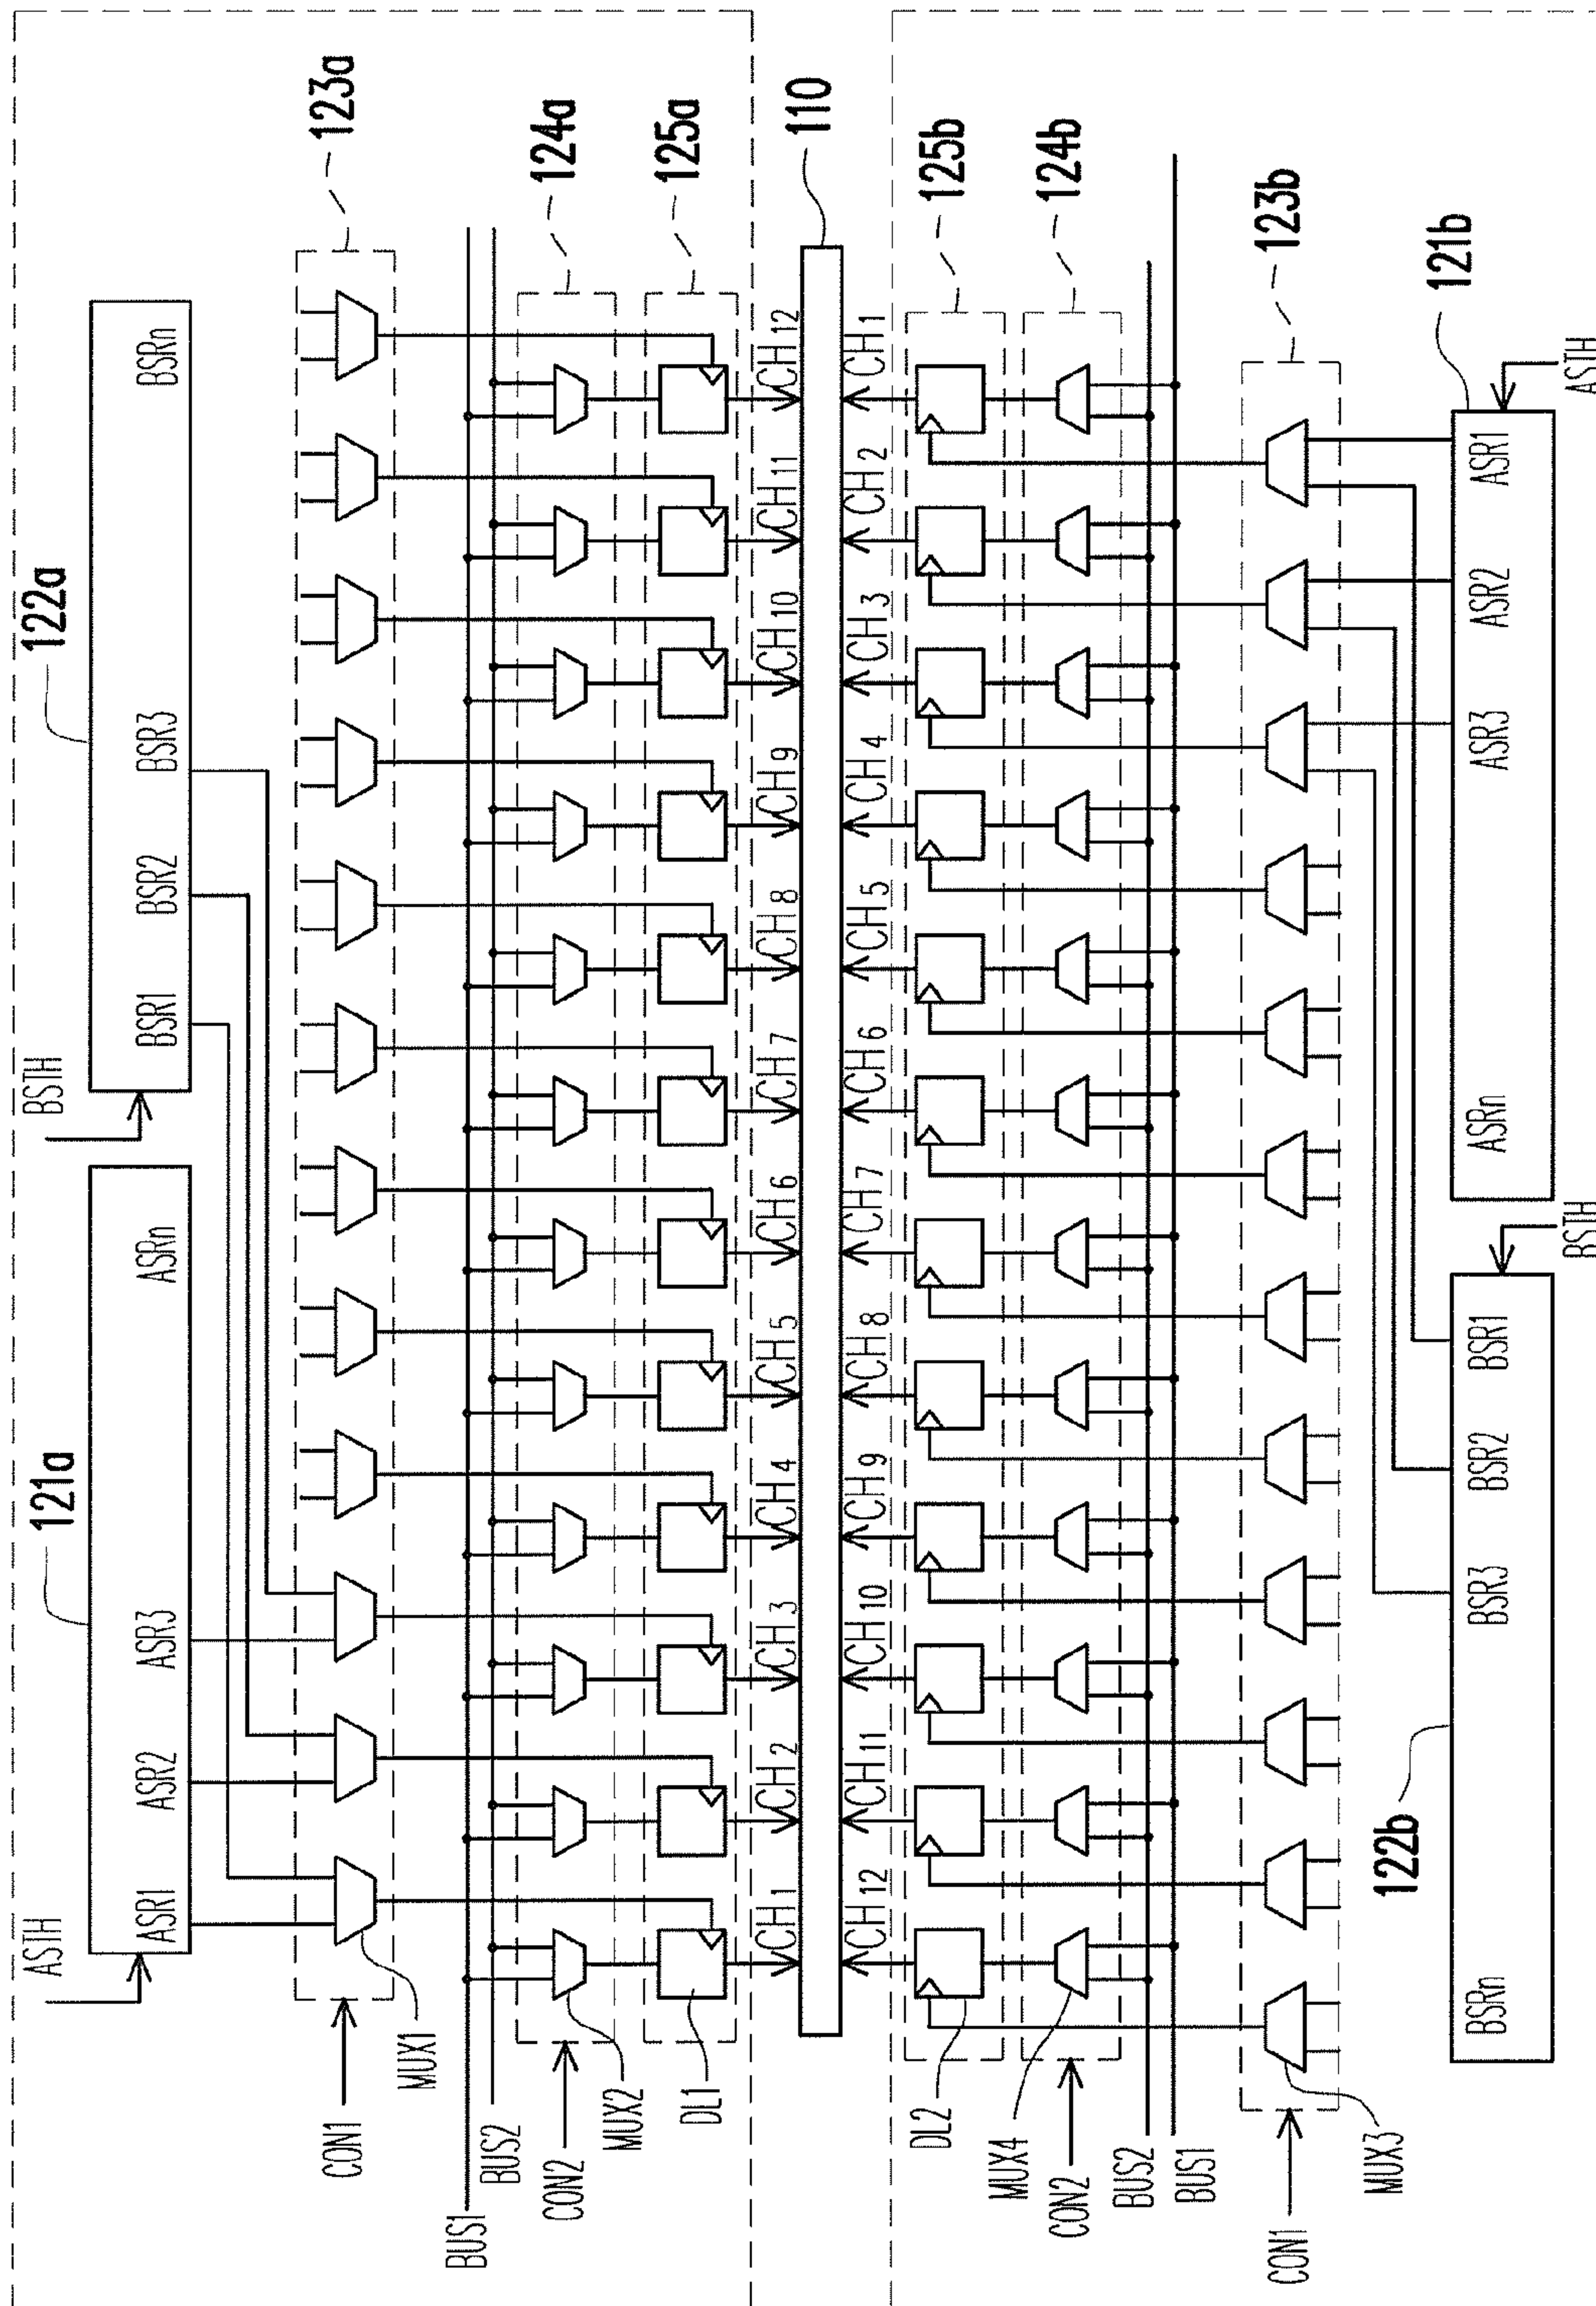 122a
BSTH
BSR1
BSR2
BSR3
BSRn
121a
ASTH
ASR1
ASR2
ASR3
ASRn
123a
CON1
MUX1
BUS1
BUS2
124a
CON2
MUX2
125a
DL1
CH1
CH2
CH3
CH4
CH5
CH6
CH7
CH8
CH9
CH10
CH11
CH12
110
CH12
CH11
CH10
CH9
CH8
CH7
CH6
CH5
CH4
CH3
CH2
CH1
125b
DL2
124b
MUX4
CON2
BUS2
BUS1
123b
CON1
MUX3
122b
BSRn
BSR3
BSR2
BSR1
BSTH
121b
ASRn
ASR3
ASR2
ASR1
ASTH